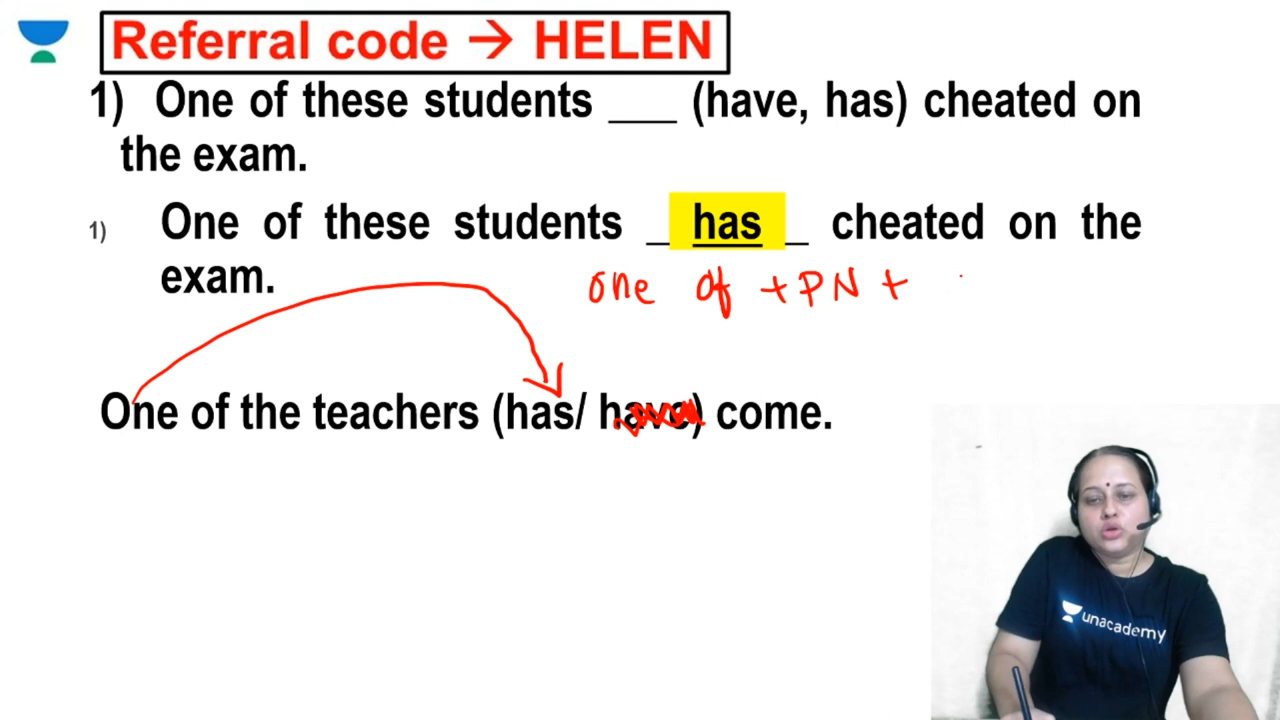 Referral code → HELEN
1) One of these students ___ (have, has) cheated on
the exam.
1) One of these students _ has _ cheated on the
exam.
one of + PN +
One of the teachers (has/ have) come.
unacademy